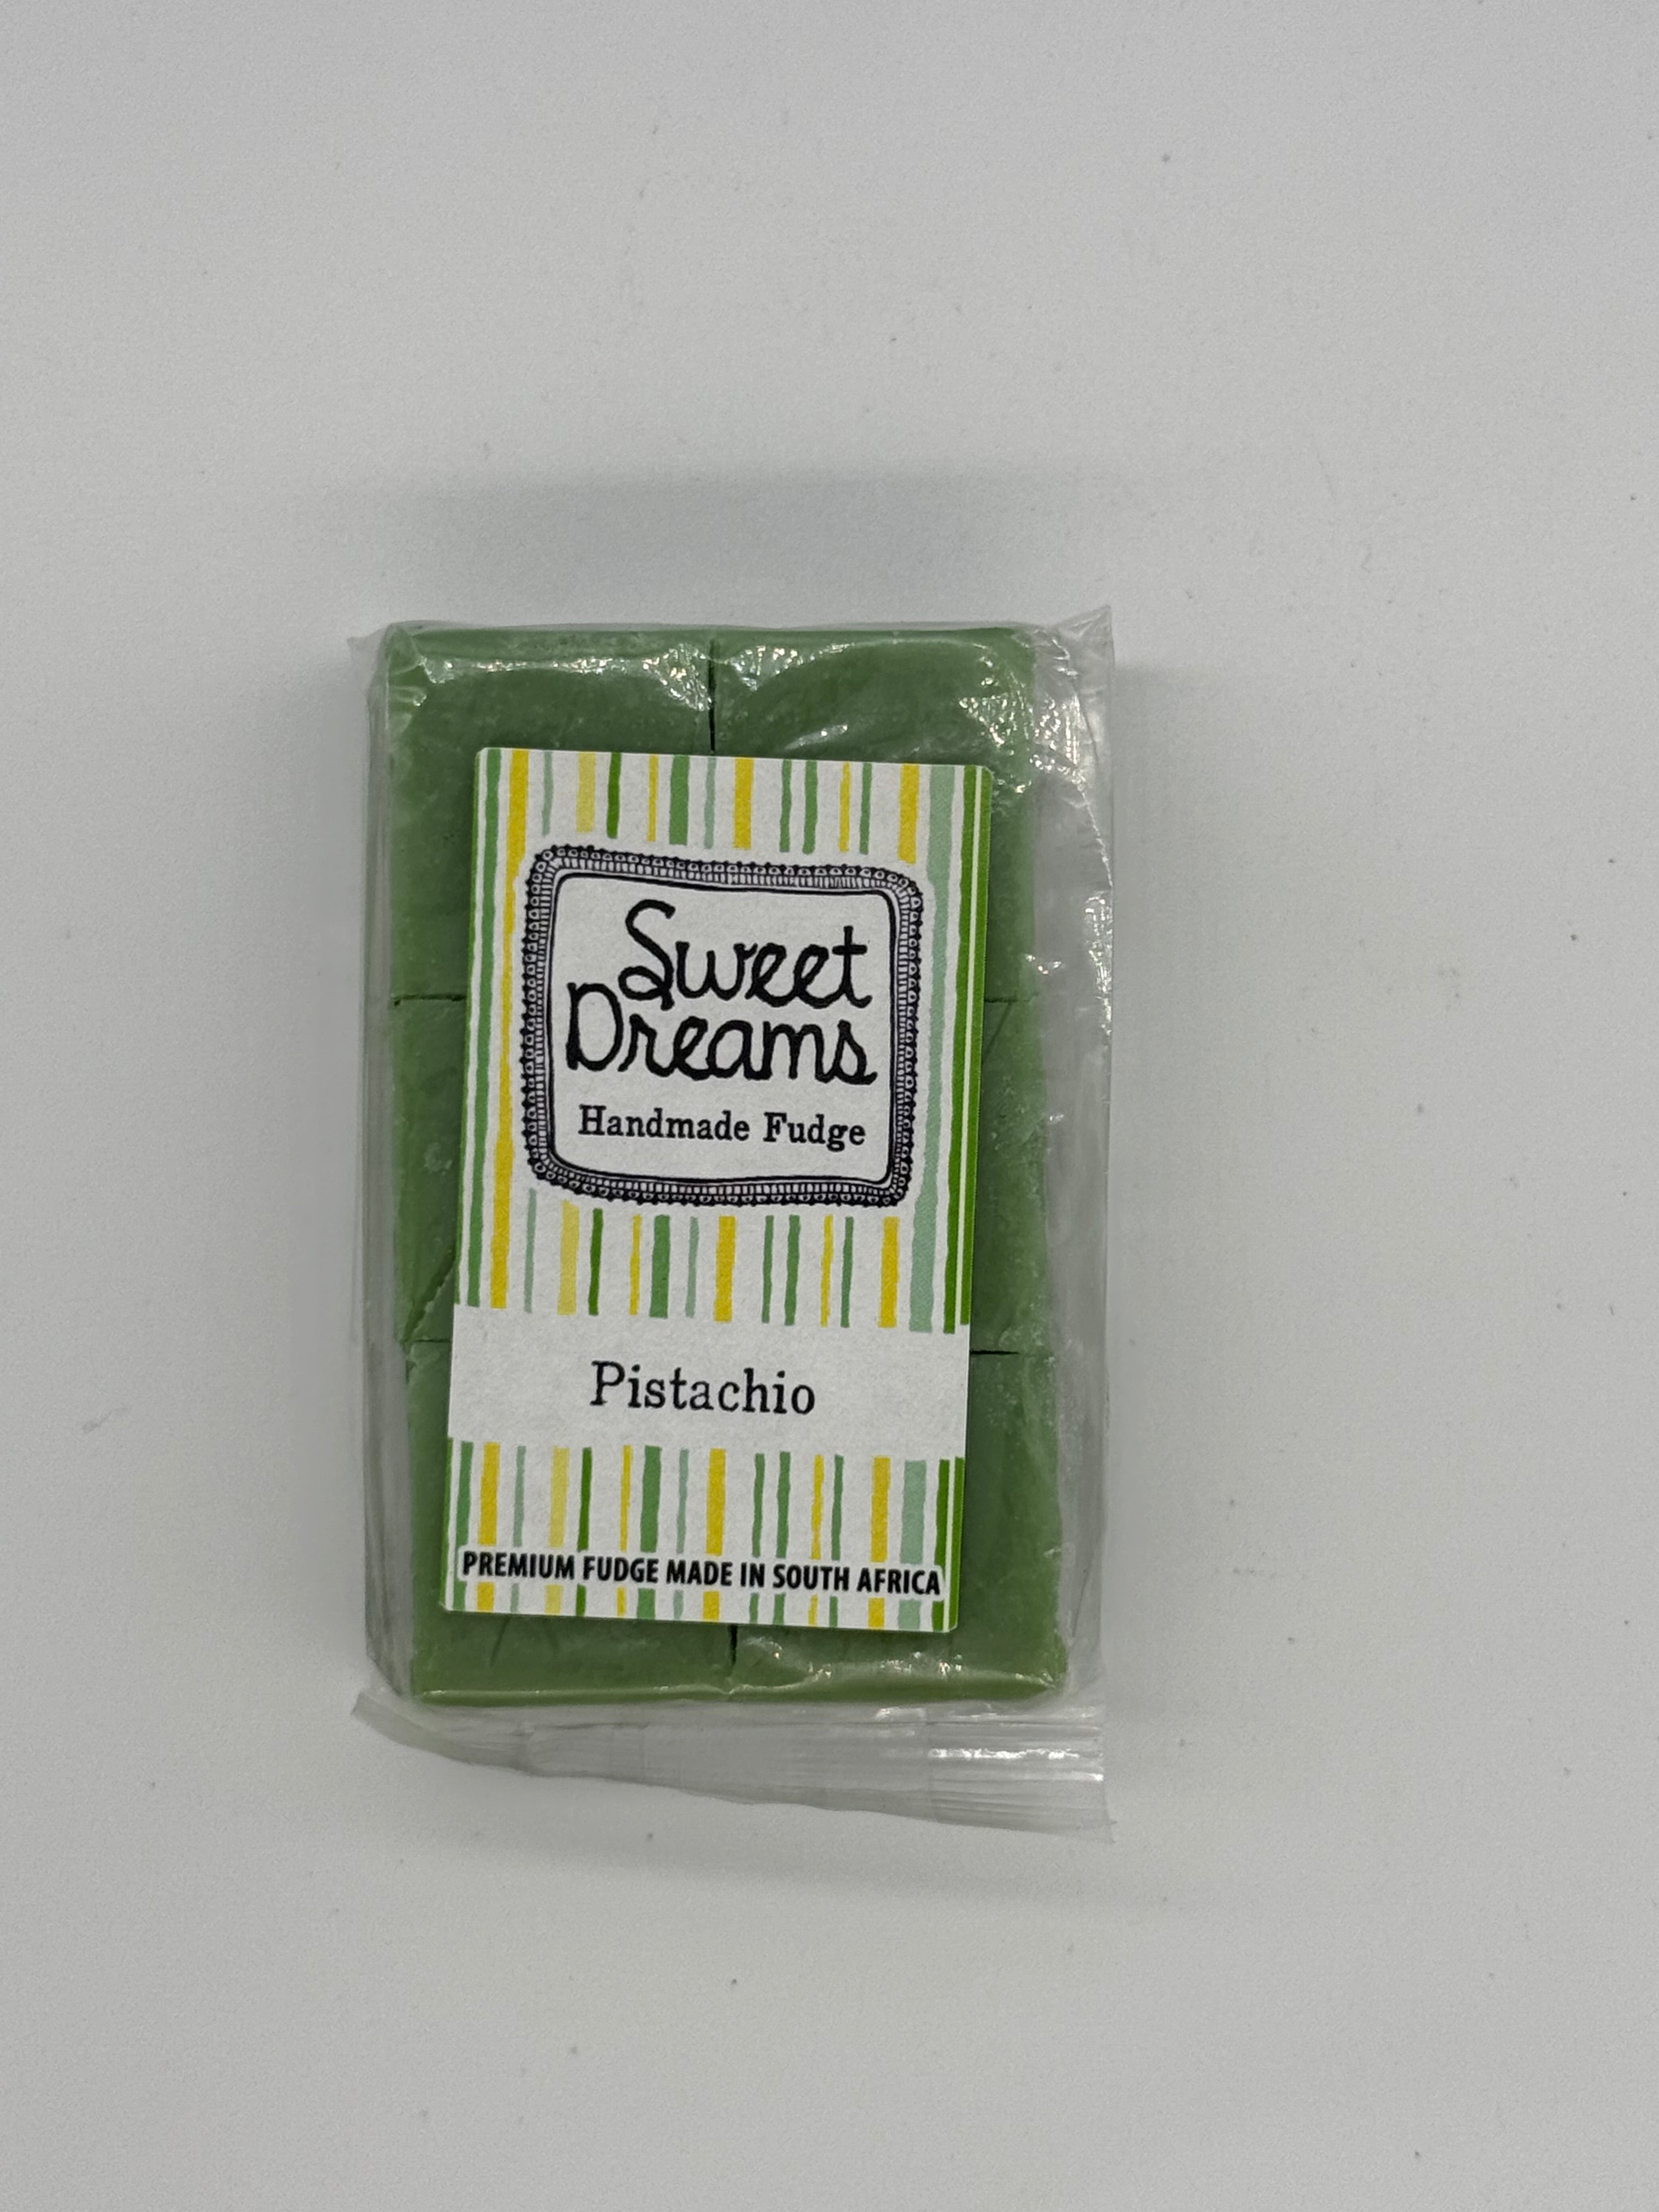 Sweet
Dreams
Handmade Fudge
Pistachio
PREMIUM FUDGE MADE IN SOUTH AFRICA